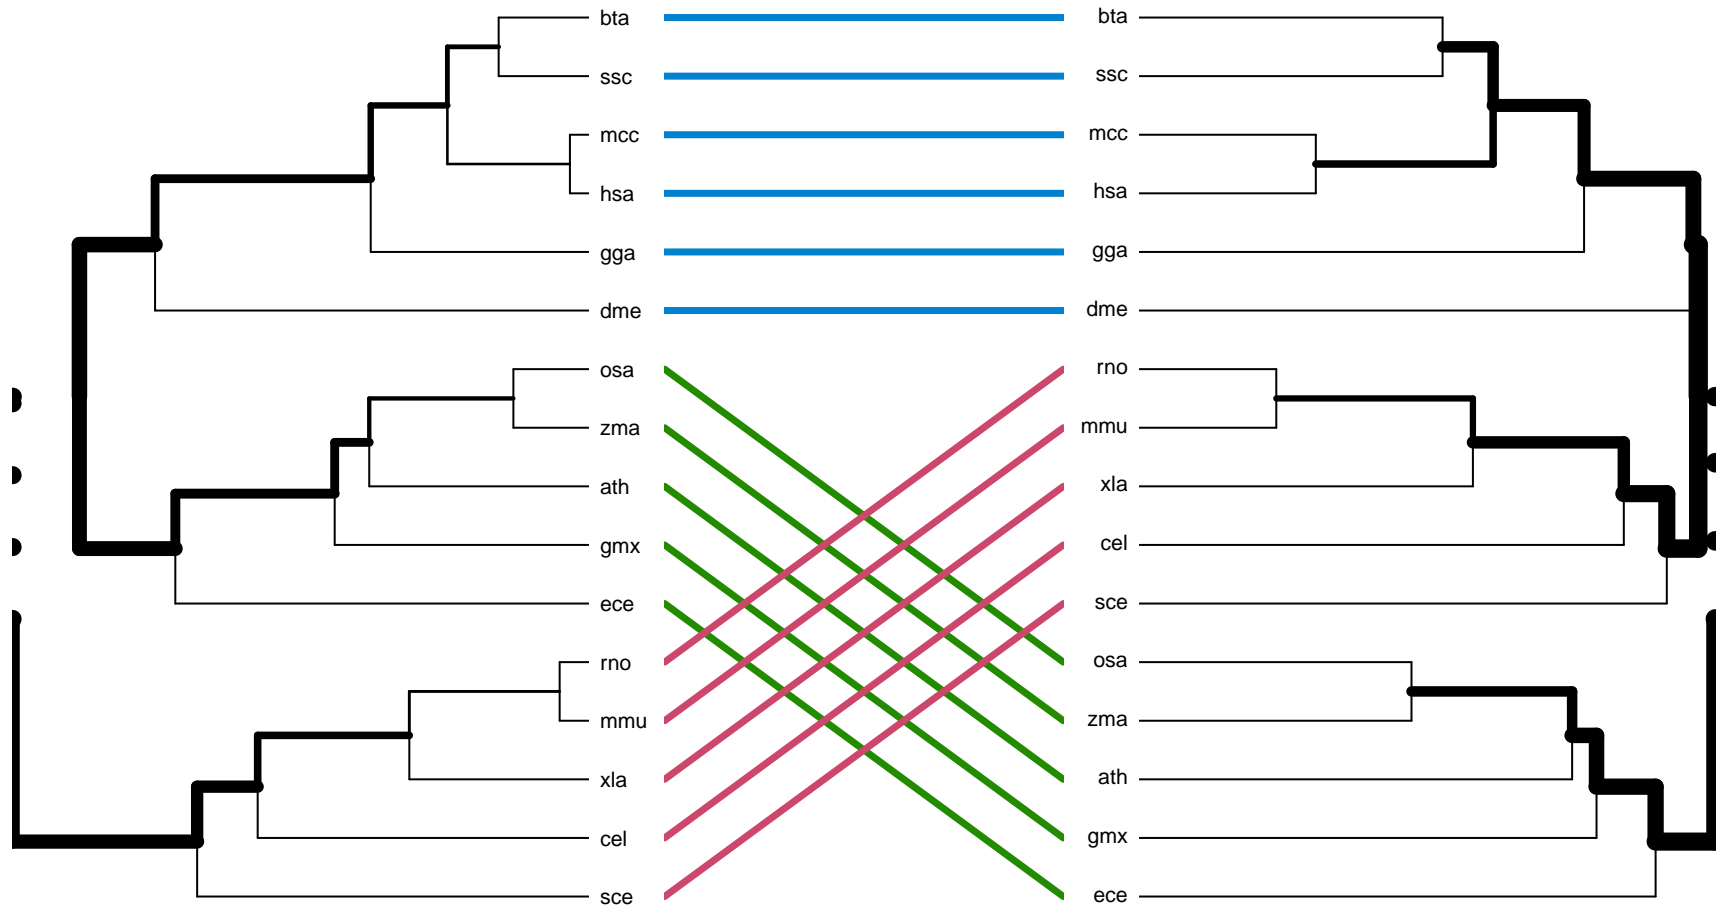 bta bta
ssc ssc
mcc mcc
hsa hsa
gga gga
dme dme
osa rno
zma mmu
ath xla
gmx cel
ece sce
rno osa
mmu zma
xla ath
cel gmx
sce ece